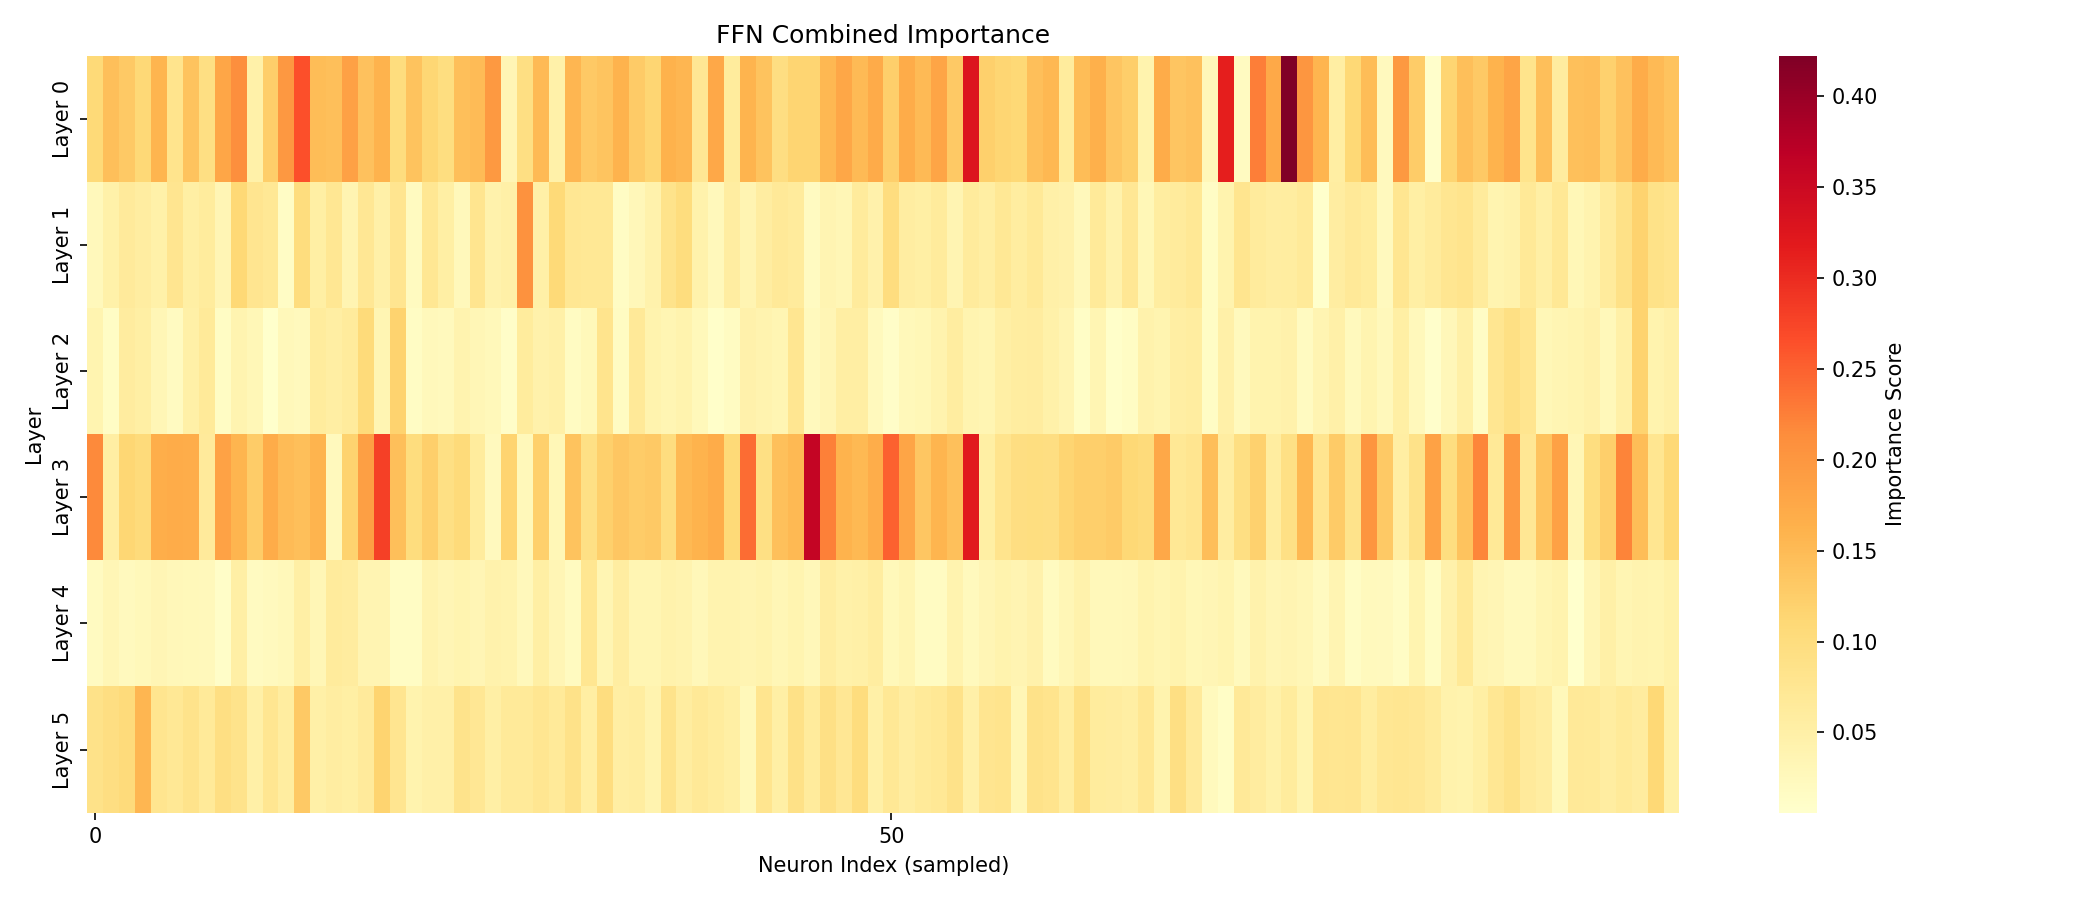 FFN Combined Importance
Layer
Layer 0
Layer 1
Layer 2
Layer 3
Layer 4
Layer 5
0
50
Neuron Index (sampled)
0.40
0.35
0.30
0.25
0.20
0.15
0.10
0.05
Importance Score